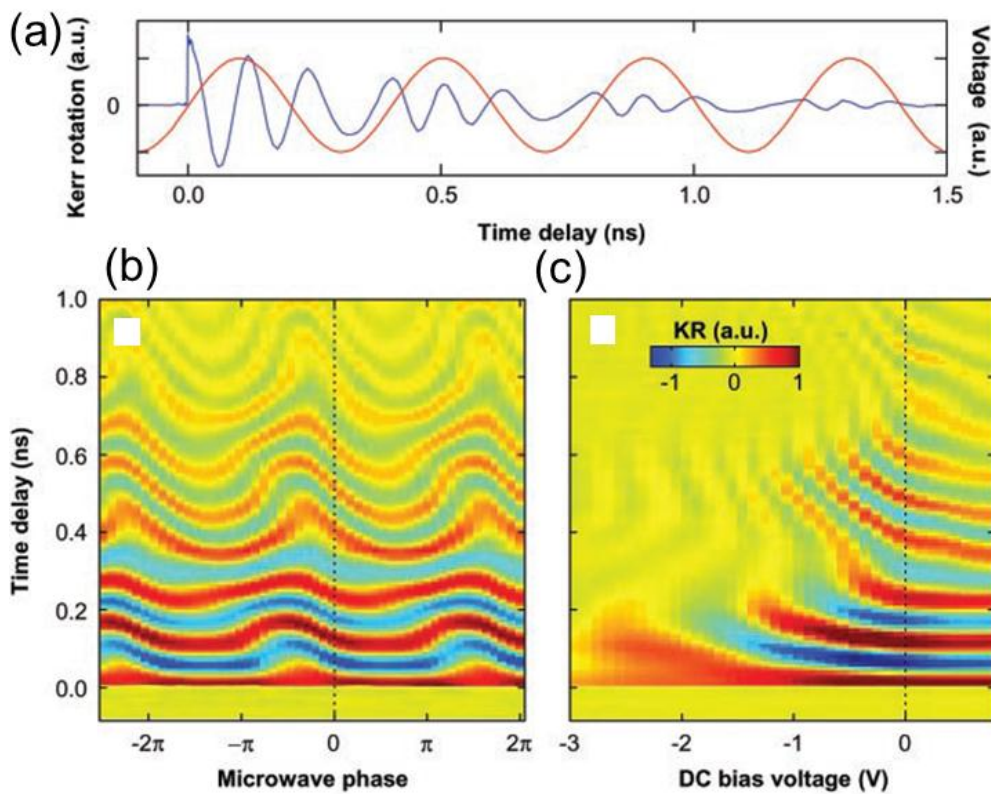 (a)
Kerr rotation (a.u.)
0
Voltage (a.u.)
0.0 0.5 1.0 1.5
Time delay (ns)
(b) (c)
Time delay (ns)
1.0
0.8
0.6
0.4
0.2
0.0
KR (a.u.)
-1 0 1
-2π -π 0 π 2π
Microwave phase
-3 -2 -1 0
DC bias voltage (V)